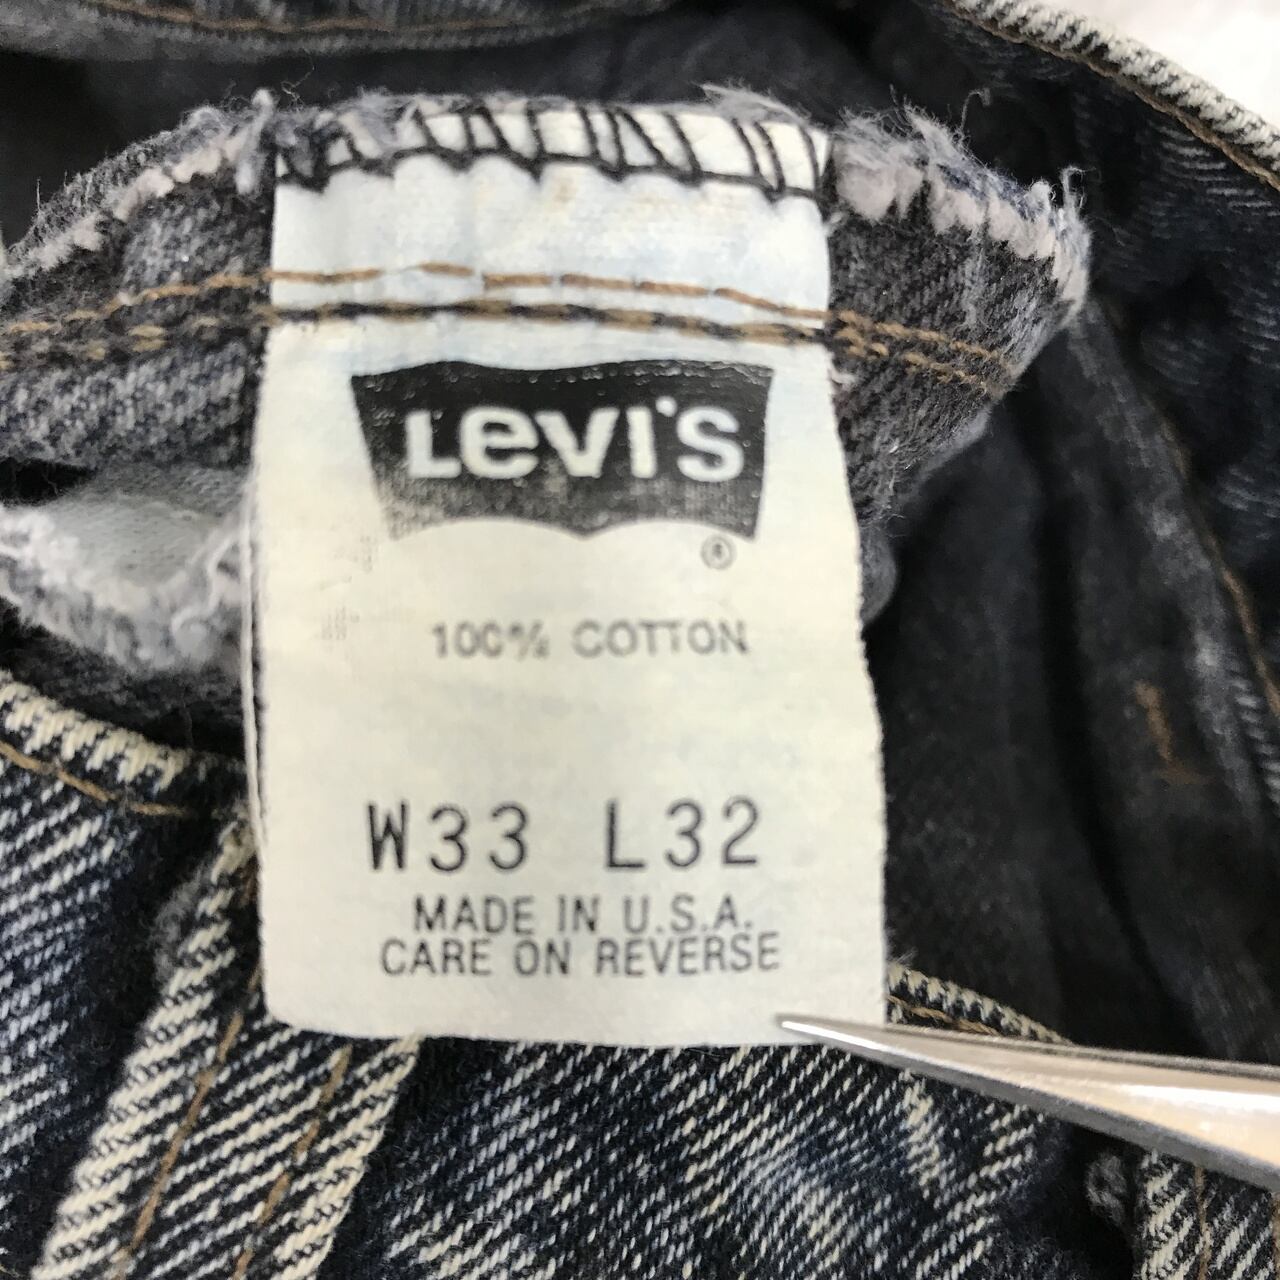 LEVI'S
®
100% COTTON
W33 L32
MADE IN U.S.A.
CARE ON REVERSE